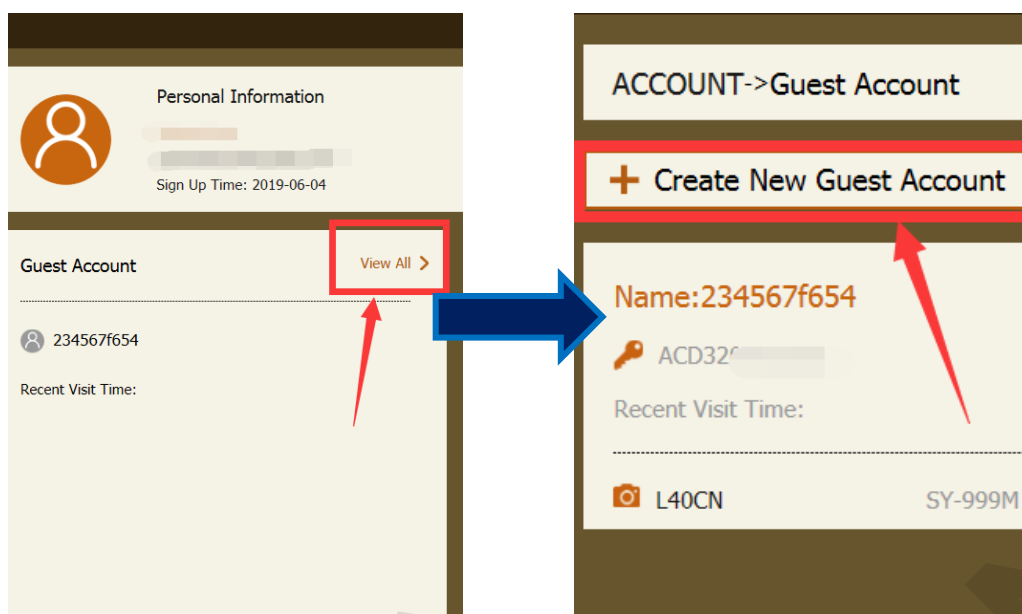 Personal Information
Sign Up Time: 2019-06-04
Guest Account
View All
234567f654
Recent Visit Time:
ACCOUNT->Guest Account
Create New Guest Account
Name:234567f654
ACD32
Recent Visit Time:
L40CN
SY-999M